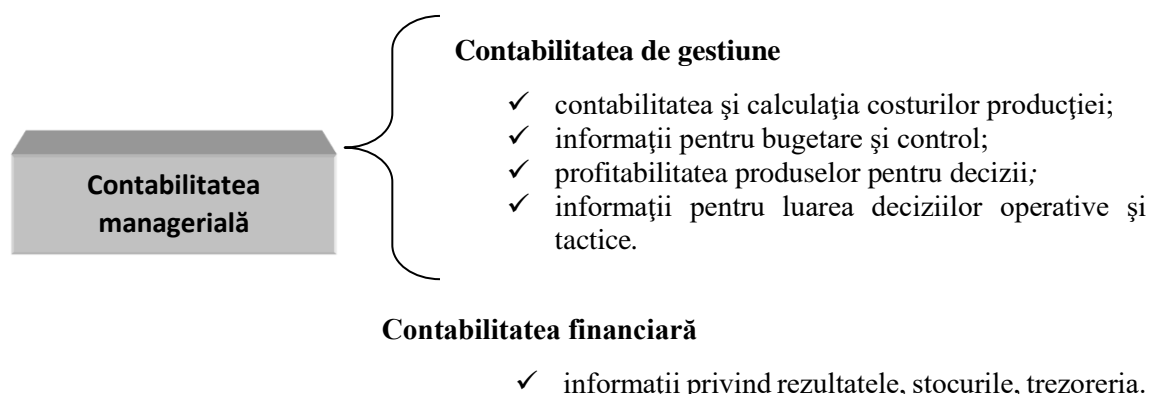 Contabilitatea de gestiune
✓ contabilitatea şi calculaţia costurilor producţiei;
✓ informaţii pentru bugetare şi control;
✓ profitabilitatea produselor pentru decizii;
✓ informaţii pentru luarea deciziilor operative şi
tactice.
Contabilitatea
managerială
Contabilitatea financiară
✓ informaţii privind rezultatele, stocurile, trezoreria.